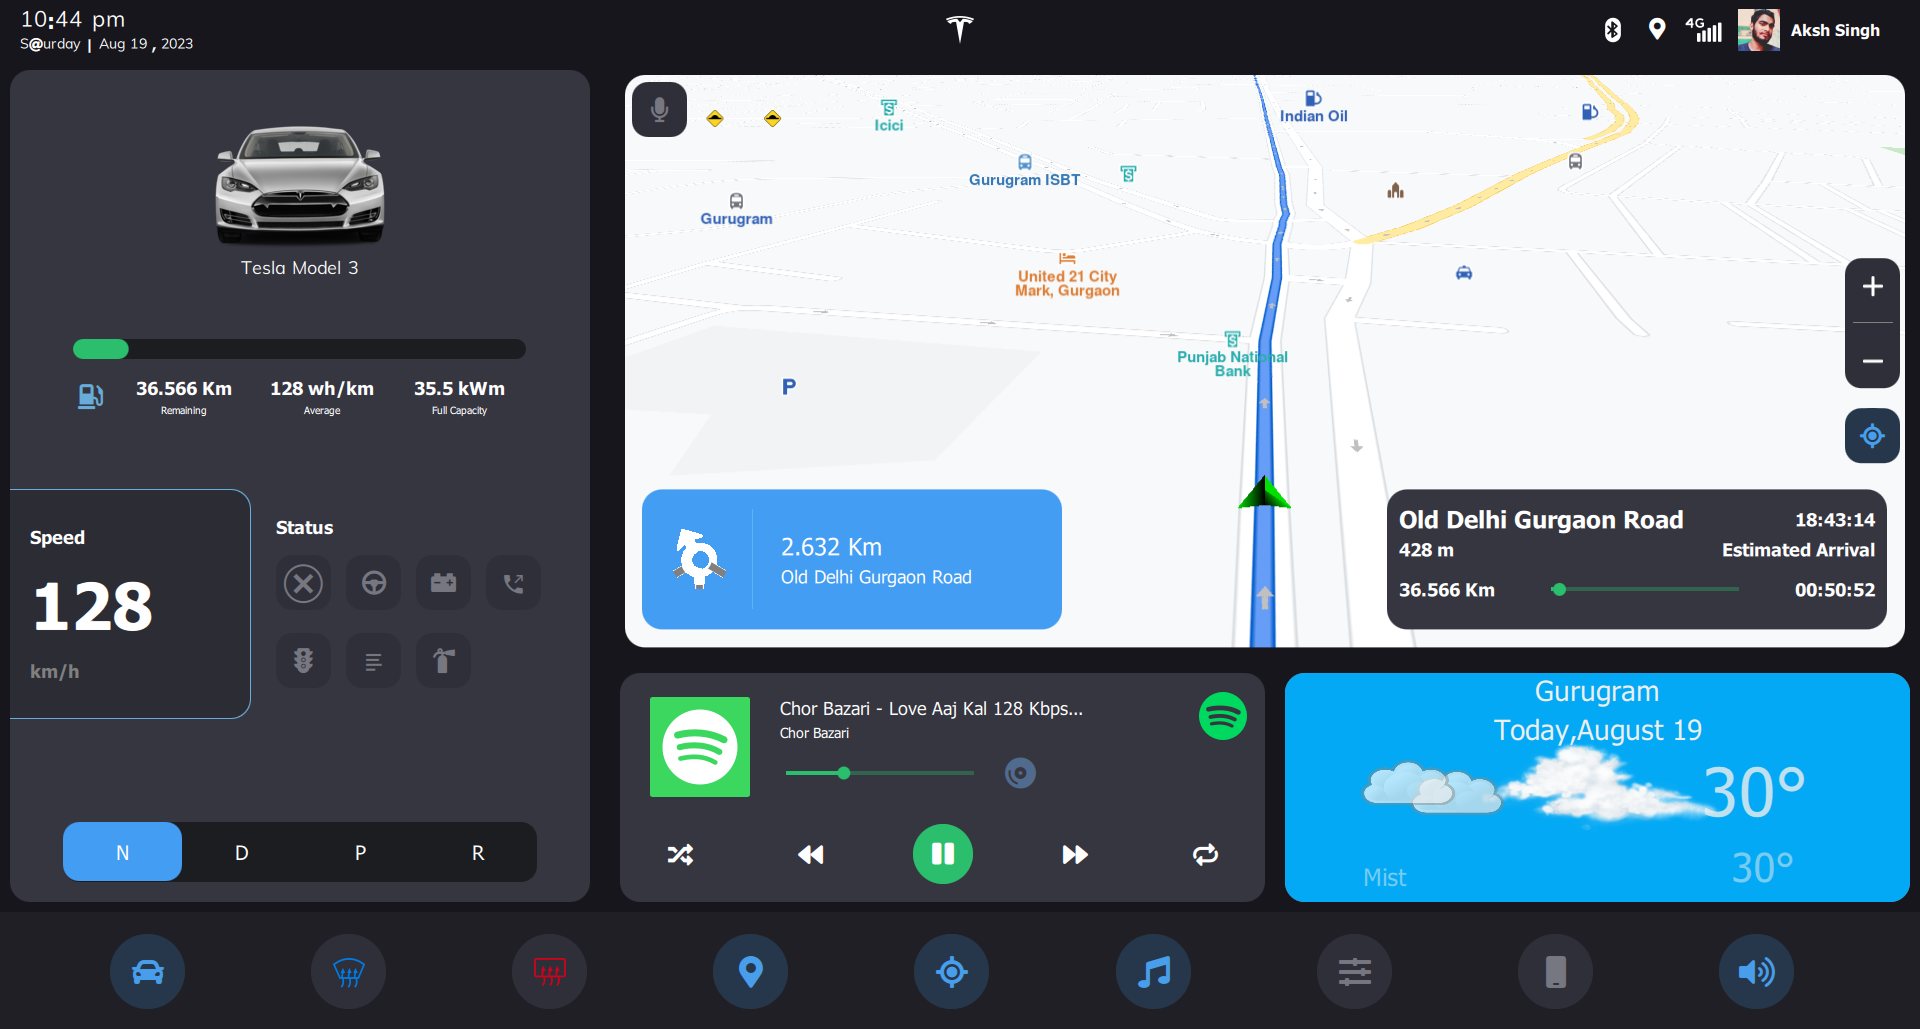 10:44 pm
S@urday | Aug 19 , 2023
4G
Aksh Singh
Tesla Model 3
36.566 Km
Remaining
128 wh/km
Average
35.5 kWm
Full Capacity
Speed
128
km/h
Status
N
D
P
R
Icici
Indian Oil
Gurugram ISBT
Gurugram
United 21 City
Mark, Gurgaon
Punjab National
Bank
P
+
−
2.632 Km
Old Delhi Gurgaon Road
Old Delhi Gurgaon Road
18:43:14
428 m
Estimated Arrival
36.566 Km
00:50:52
Chor Bazari - Love Aaj Kal 128 Kbps...
Chor Bazari
Gurugram
Today,August 19
30°
Mist
30°